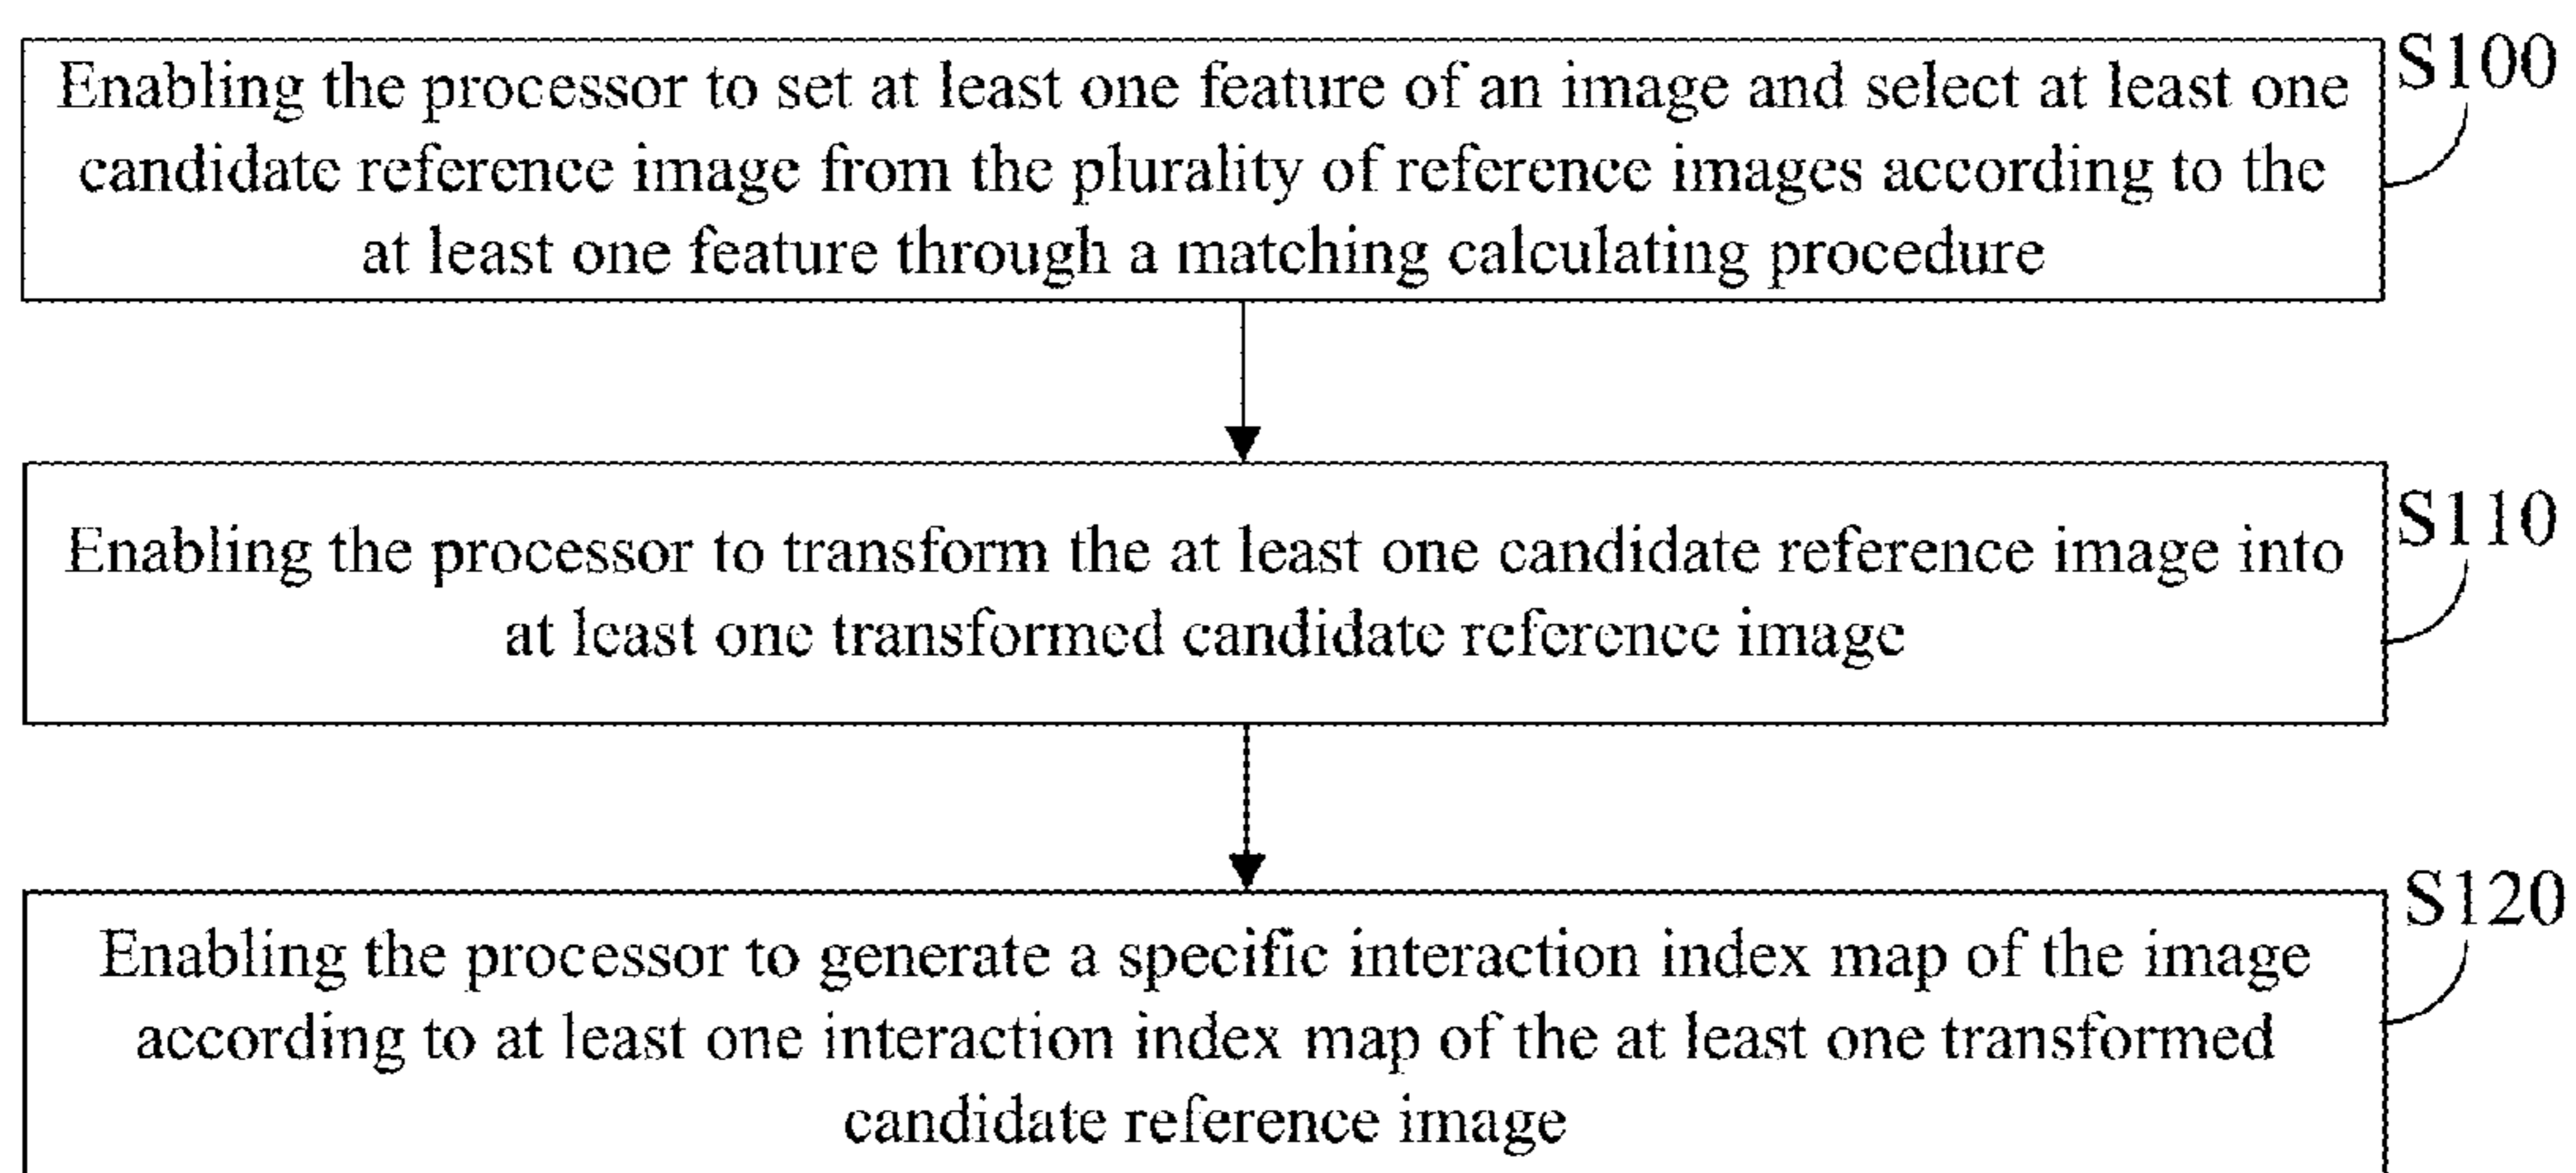 Enabling the processor to set at least one feature of an image and select at least one
candidate reference image from the plurality of reference images according to the
at least one feature through a matching calculating procedure
S100
Enabling the processor to transform the at least one candidate reference image into
at least one transformed candidate reference image
S110
Enabling the processor to generate a specific interaction index map of the image
according to at least one interaction index map of the at least one transformed
candidate reference image
S120